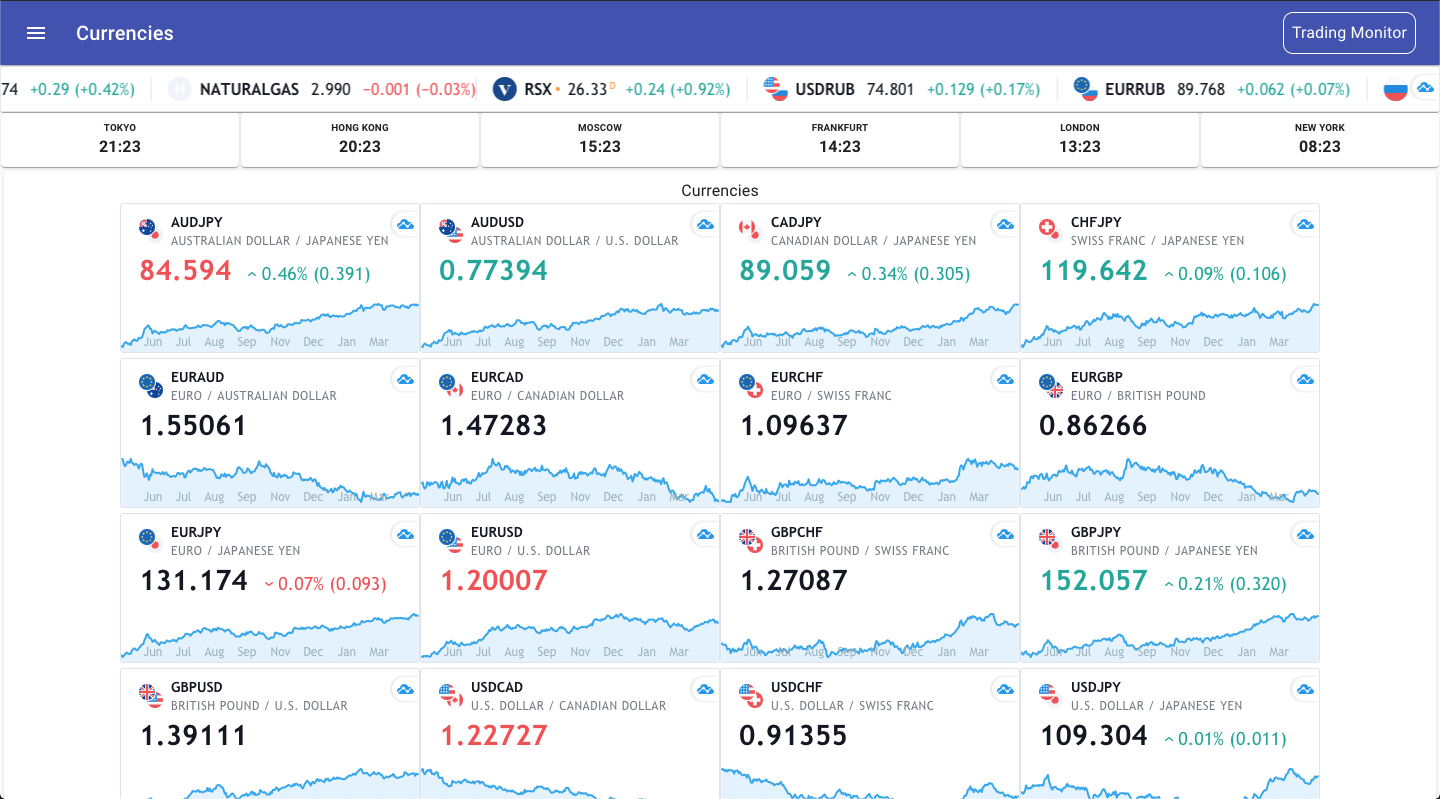 Currencies
Trading Monitor
74 +0.29 (+0.42%) N NATURALGAS 2.990 −0.001 (−0.03%) V RSX 26.33 D +0.24 (+0.92%) USDRUB 74.801 +0.129 (+0.17%) EURRUB 89.768 +0.062 (+0.07%)
TOKYO HONG KONG MOSCOW FRANKFURT LONDON NEW YORK
21:23 20:23 15:23 14:23 13:23 08:23
Currencies
AUDJPY AUDUSD CADJPY CHFJPY
AUSTRALIAN DOLLAR / JAPANESE YEN AUSTRALIAN DOLLAR / U.S. DOLLAR CANADIAN DOLLAR / JAPANESE YEN SWISS FRANC / JAPANESE YEN
84.594 0.46% (0.391) 0.77394 89.059 0.34% (0.305) 119.642 0.09% (0.106)
Jun Jul Aug Sep Nov Dec Jan Mar Jun Jul Aug Sep Nov Dec Jan Mar Jun Jul Aug Sep Nov Dec Jan Mar Jun Jul Aug Sep Nov Dec Jan Mar
EURAUD EURCAD EURCHF EURGBP
EURO / AUSTRALIAN DOLLAR EURO / CANADIAN DOLLAR EURO / SWISS FRANC EURO / BRITISH POUND
1.55061 1.47283 1.09637 0.86266
Jun Jul Aug Sep Nov Dec Jan Mar Jun Jul Aug Sep Nov Dec Jan Mar Jun Jul Aug Sep Nov Dec Jan Mar Jun Jul Aug Sep Nov Dec Jan Mar
EURJPY EURUSD GBPCHF GBPJPY
EURO / JAPANESE YEN EURO / U.S. DOLLAR BRITISH POUND / SWISS FRANC BRITISH POUND / JAPANESE YEN
131.174 0.07% (0.093) 1.20007 1.27087 152.057 0.21% (0.320)
Jun Jul Aug Sep Nov Dec Jan Mar Jun Jul Aug Sep Nov Dec Jan Mar Jun Jul Aug Sep Nov Dec Jan Mar Jun Jul Aug Sep Nov Dec Jan Mar
GBPUSD USDCAD USDCHF USDJPY
BRITISH POUND / U.S. DOLLAR U.S. DOLLAR / CANADIAN DOLLAR U.S. DOLLAR / SWISS FRANC U.S. DOLLAR / JAPANESE YEN
1.39111 1.22727 0.91355 109.304 0.01% (0.011)